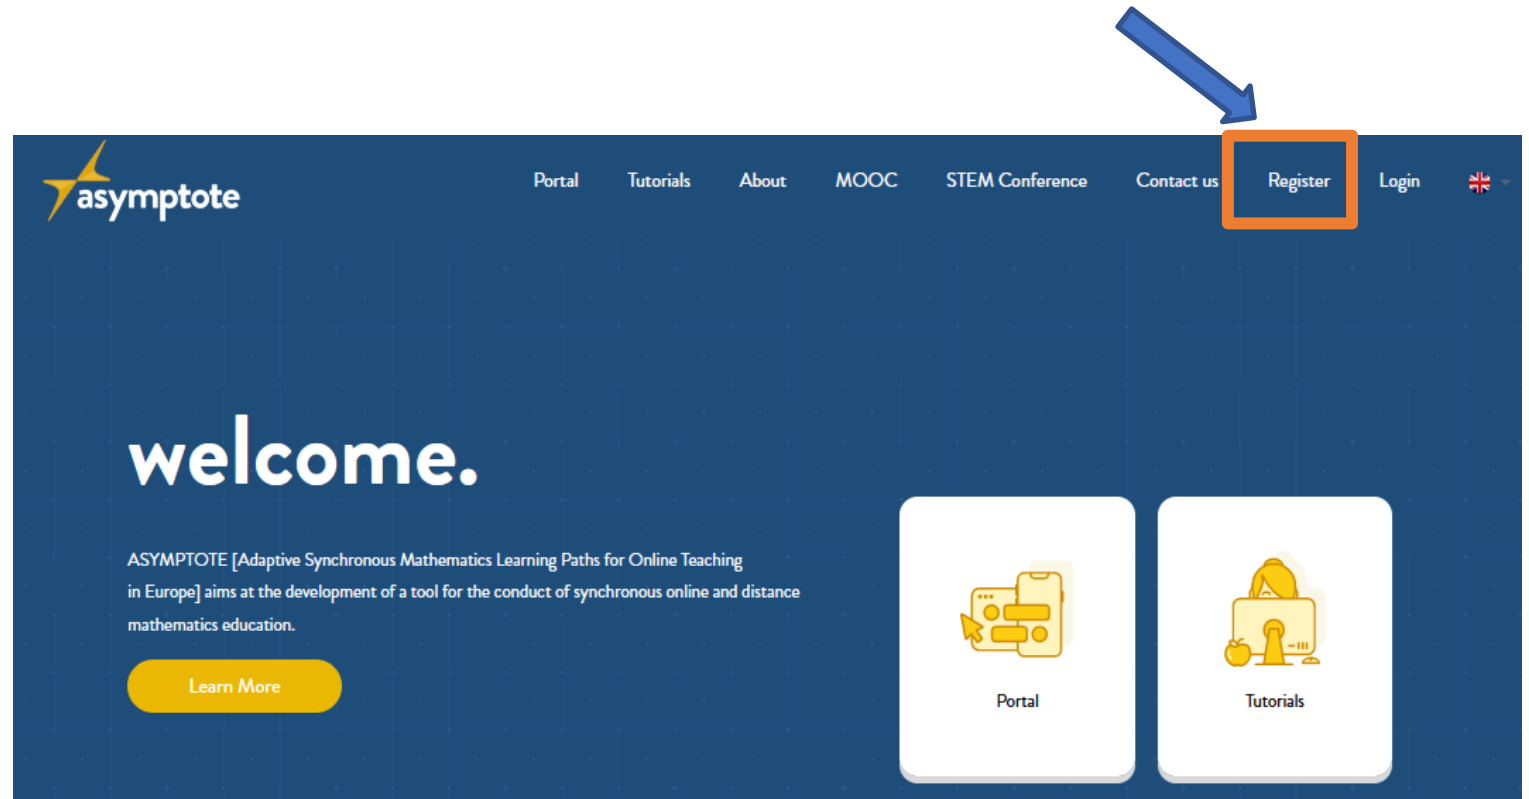 asymptote
Portal Tutorials About MOOC STEM Conference Contact us Register Login
welcome.
ASYMPTOTE [Adaptive Synchronous Mathematics Learning Paths for Online Teaching
in Europe] aims at the development of a tool for the conduct of synchronous online and distance
mathematics education.
Learn More
Portal
Tutorials